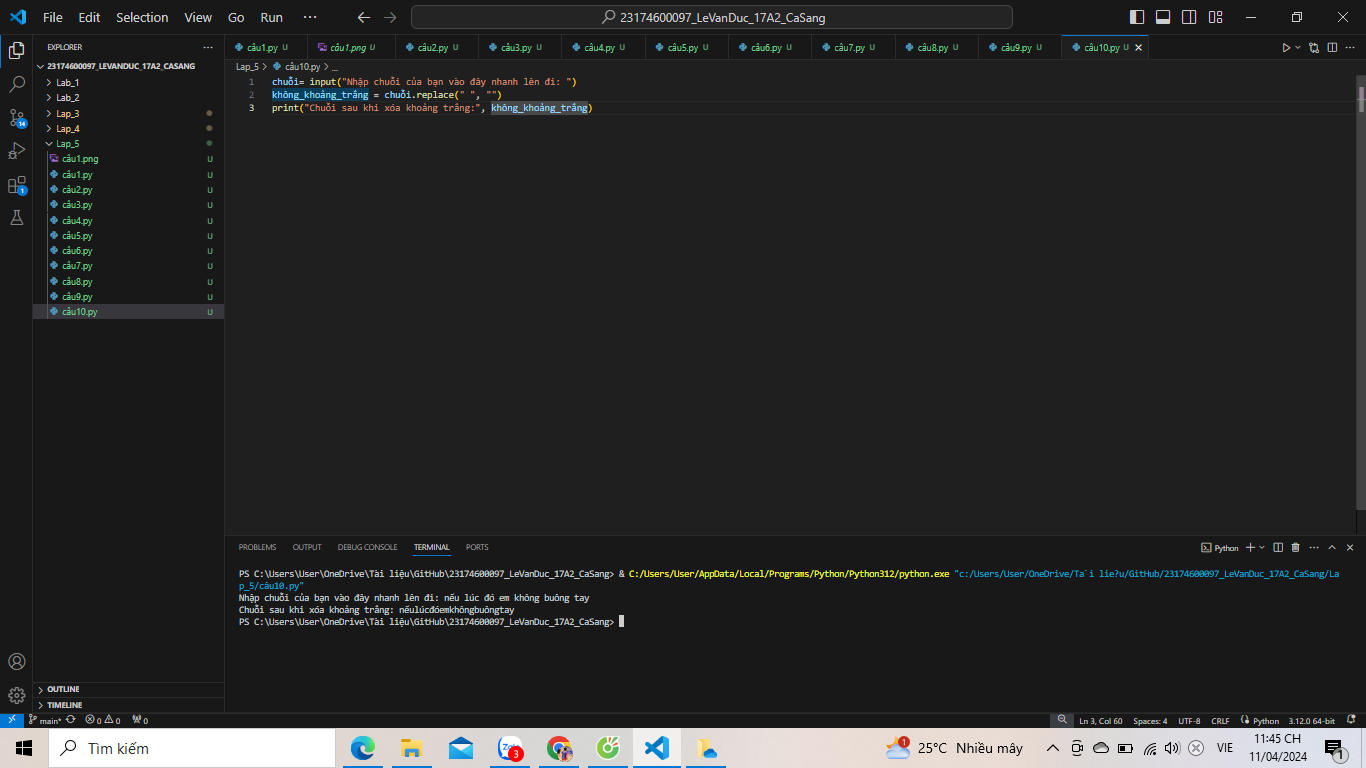 File Edit Selection View Go Run ... 23174600097_LeVanDuc_17A2_CaSang
EXPLORER ...
23174600097_LEVANDUC_17A2_CASANG
Lab_1
Lab_2
Lap_3
Lap_4
Lap_5
câu1.png U
câu1.py U
câu2.py U
câu3.py U
câu4.py U
câu5.py U
câu6.py U
câu7.py U
câu8.py U
câu9.py U
câu10.py U
OUTLINE
TIMELINE
câu1.py U câu1.png U câu2.py U câu3.py U câu4.py U câu5.py U câu6.py U câu7.py U câu8.py U câu9.py U câu10.py U
Lap_5 > câu10.py > ...
1 chuỗi= input("Nhập chuỗi của bạn vào đây nhanh lên đi: ")
2 không_khoảng_trắng = chuỗi.replace(" ", "")
3 print("Chuỗi sau khi xóa khoảng trắng:", không_khoảng_trắng)
PROBLEMS OUTPUT DEBUG CONSOLE TERMINAL PORTS Python
PS C:\Users\User\OneDrive\Tài liệu\GitHub\23174600097_LeVanDuc_17A2_CaSang> & C:/Users/User/AppData/Local/Programs/Python/Python312/python.exe "c:/Users/User/OneDrive/Ta`i lie?u/GitHub/23174600097_LeVanDuc_17A2_CaSang/La
p_5/câu10.py"
Nhập chuỗi của bạn vào đây nhanh lên đi: nếu lúc đó em không buông tay
Chuỗi sau khi xóa khoảng trắng: nếulúcđóemkhôngbuôngtay
PS C:\Users\User\OneDrive\Tài liệu\GitHub\23174600097_LeVanDuc_17A2_CaSang>
14
1
main* 0 0 0 Ln 3, Col 60 Spaces: 4 UTF-8 CRLF Python 3.12.0 64-bit
Tìm kiếm 3 1 25°C Nhiều mây VIE 11:45 CH
11/04/2024 1